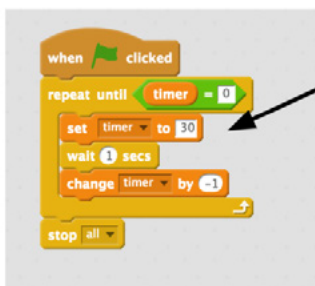 when clicked
repeat until timer = 0
set timer to 30
wait 1 secs
change timer by -1
stop all